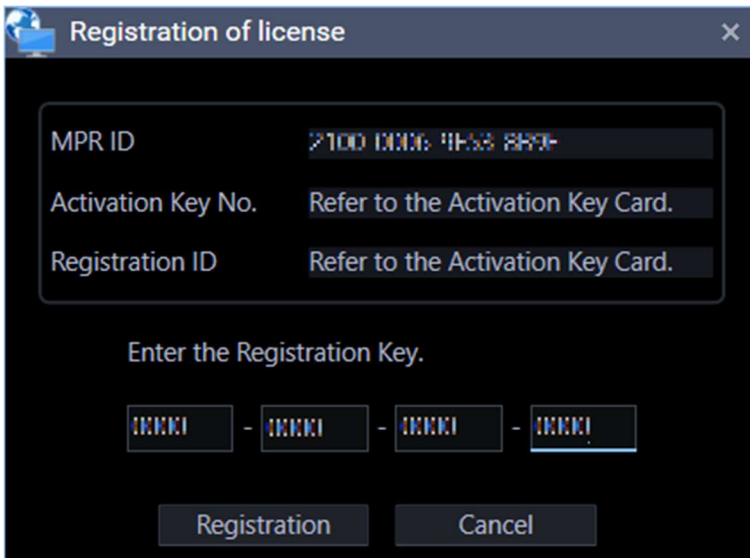 Registration of license
MPR ID
Activation Key No. Refer to the Activation Key Card.
Registration ID Refer to the Activation Key Card.
Enter the Registration Key.
- - -
Registration Cancel